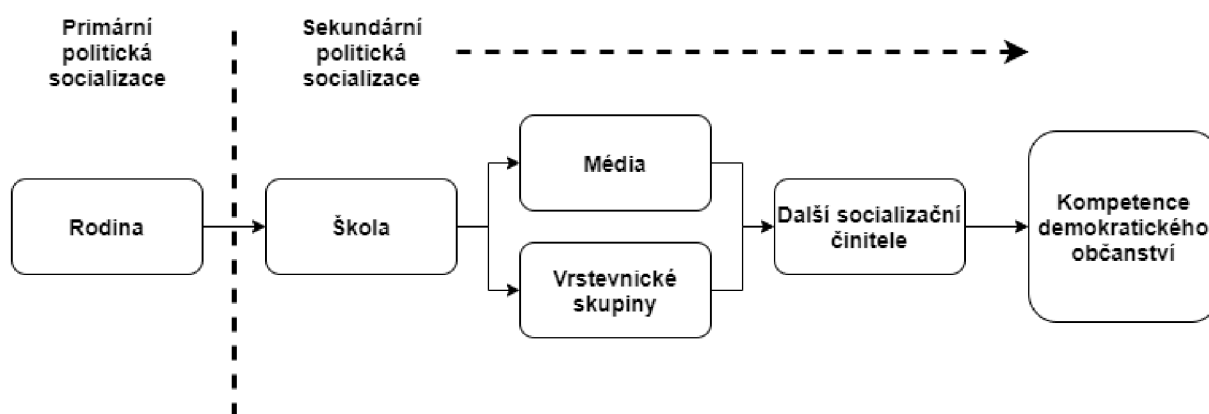 Primární
politická
socializace
Sekundární
politická
socializace
Rodina
Škola
Média
Vrstevnické
skupiny
Další socializační
činitele
Kompetence
demokratického
občanství